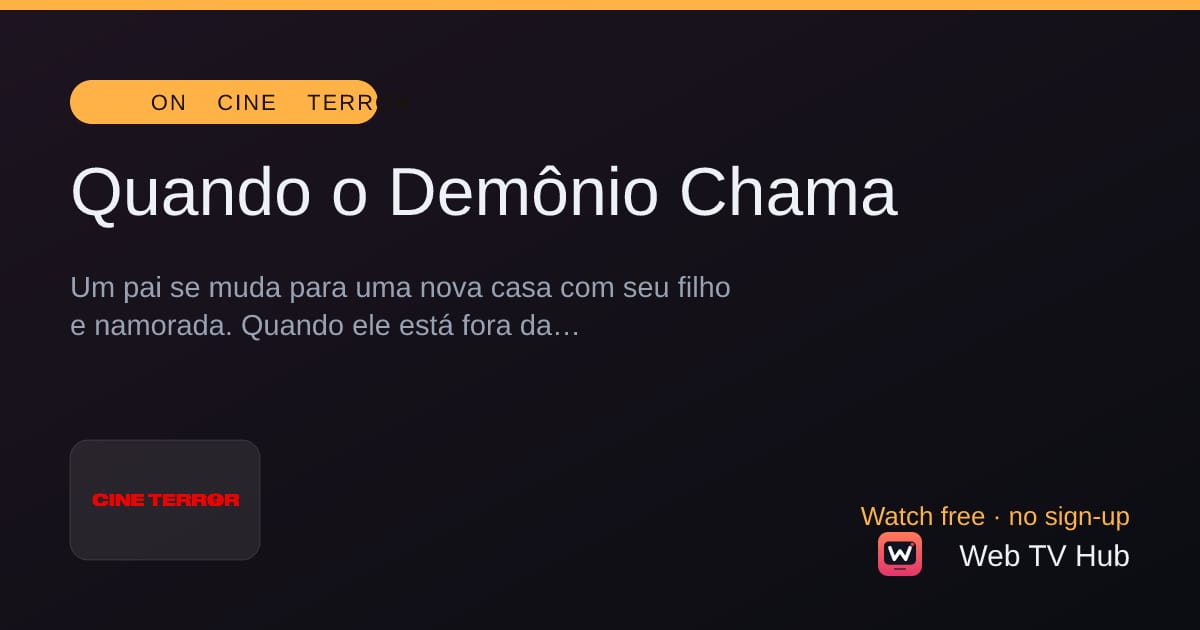 ON CINE TERROR
Quando o Demônio Chama
Um pai se muda para uma nova casa com seu filho
e namorada. Quando ele está fora da…
CINE TERROR
Watch free · no sign-up
W
Web TV Hub